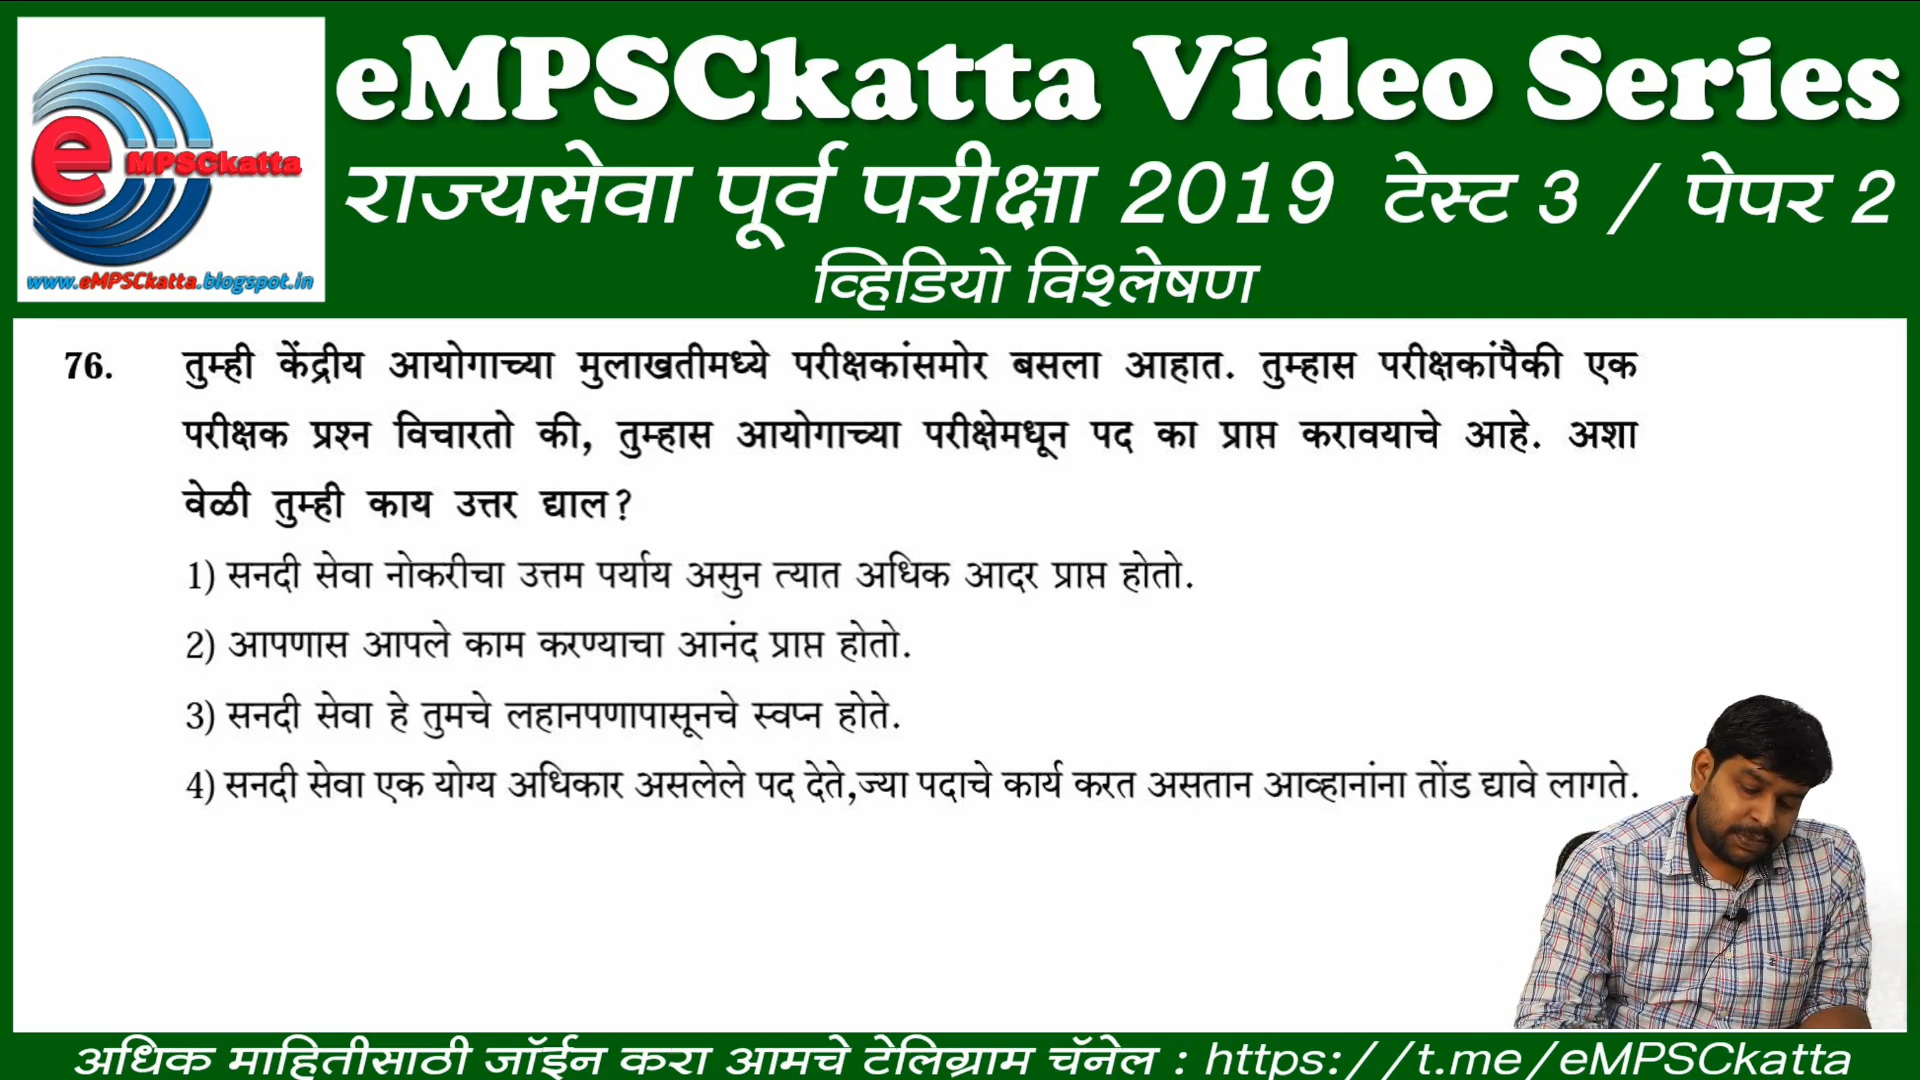 eMPSCkatta Video Series
राज्यसेवा पूर्व परीक्षा 2019 टेस्ट 3 / पेपर 2
व्हिडियो विश्लेषण
e MPSCkatta
www.eMPSCkatta.blogspot.in
76. तुम्ही केंद्रीय आयोगाच्या मुलाखतीमध्ये परीक्षकांसमोर बसला आहात. तुम्हास परीक्षकांपैकी एक
परीक्षक प्रश्न विचारतो की, तुम्हास आयोगाच्या परीक्षेमधून पद का प्राप्त करावयाचे आहे. अशा
वेळी तुम्ही काय उत्तर द्याल?
1) सनदी सेवा नोकरीचा उत्तम पर्याय असुन त्यात अधिक आदर प्राप्त होतो.
2) आपणास आपले काम करण्याचा आनंद प्राप्त होतो.
3) सनदी सेवा हे तुमचे लहानपणापासूनचे स्वप्न होते.
4) सनदी सेवा एक योग्य अधिकार असलेले पद देते,ज्या पदाचे कार्य करत असतान आव्हानांना तोंड द्यावे लागते.
अधिक माहितीसाठी जॉईन करा आमचे टेलिग्राम चॅनेल : https://t.me/eMPSCkatta